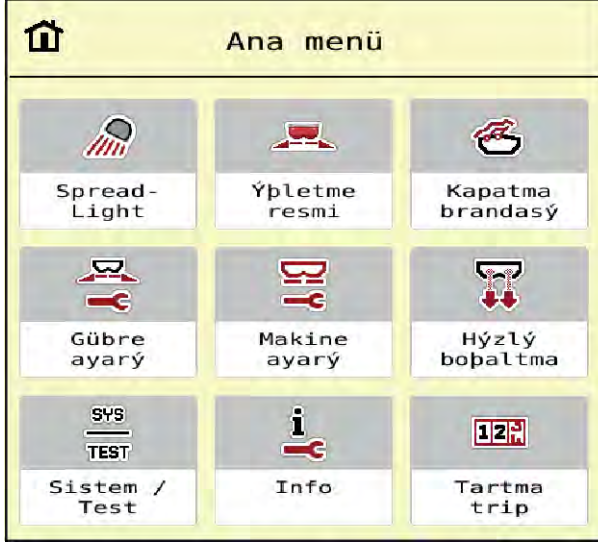 Ana menü
Spread-
Light
Ýþletme
resmi
Kapatma
brandasý
Gübre
ayarý
Makine
ayarý
Hýzlý
boþaltma
SYS
TEST
i
123
Sistem /
Test
Info
Tartma
trip